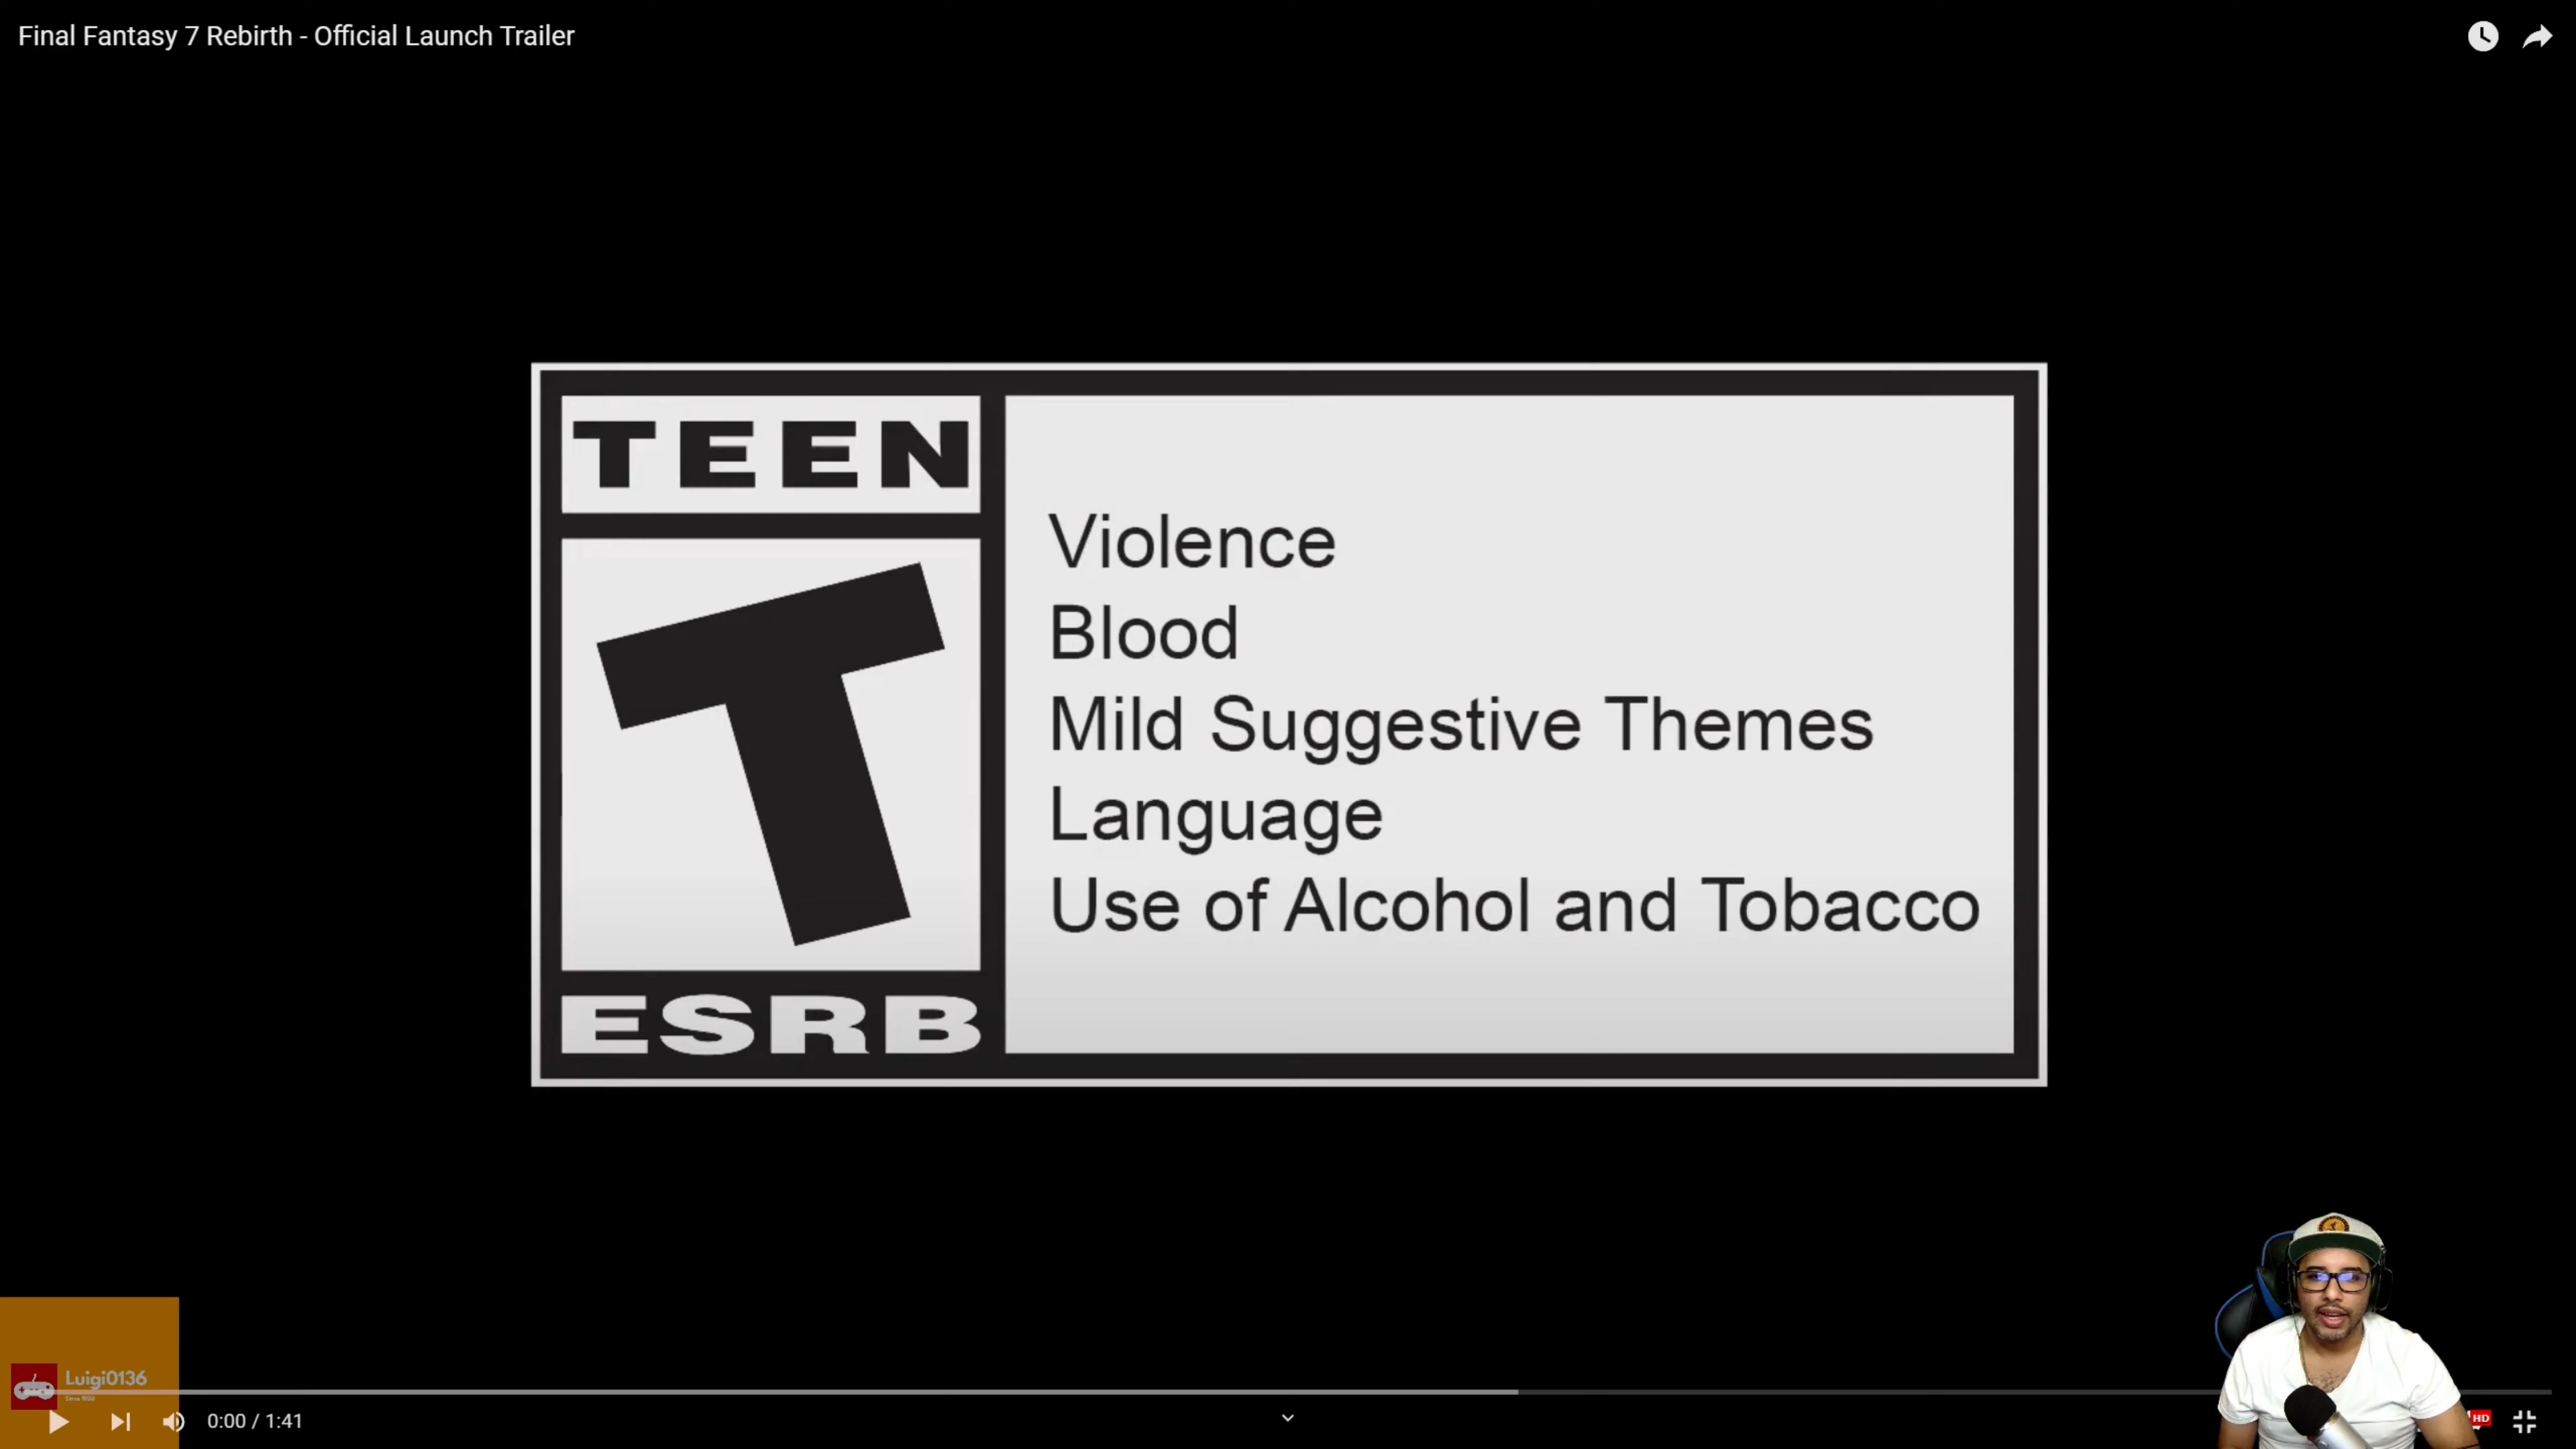 Final Fantasy 7 Rebirth - Official Launch Trailer
TEEN
T
ESRB
Violence
Blood
Mild Suggestive Themes
Language
Use of Alcohol and Tobacco
Luigi0136
0:00 / 1:41
HD